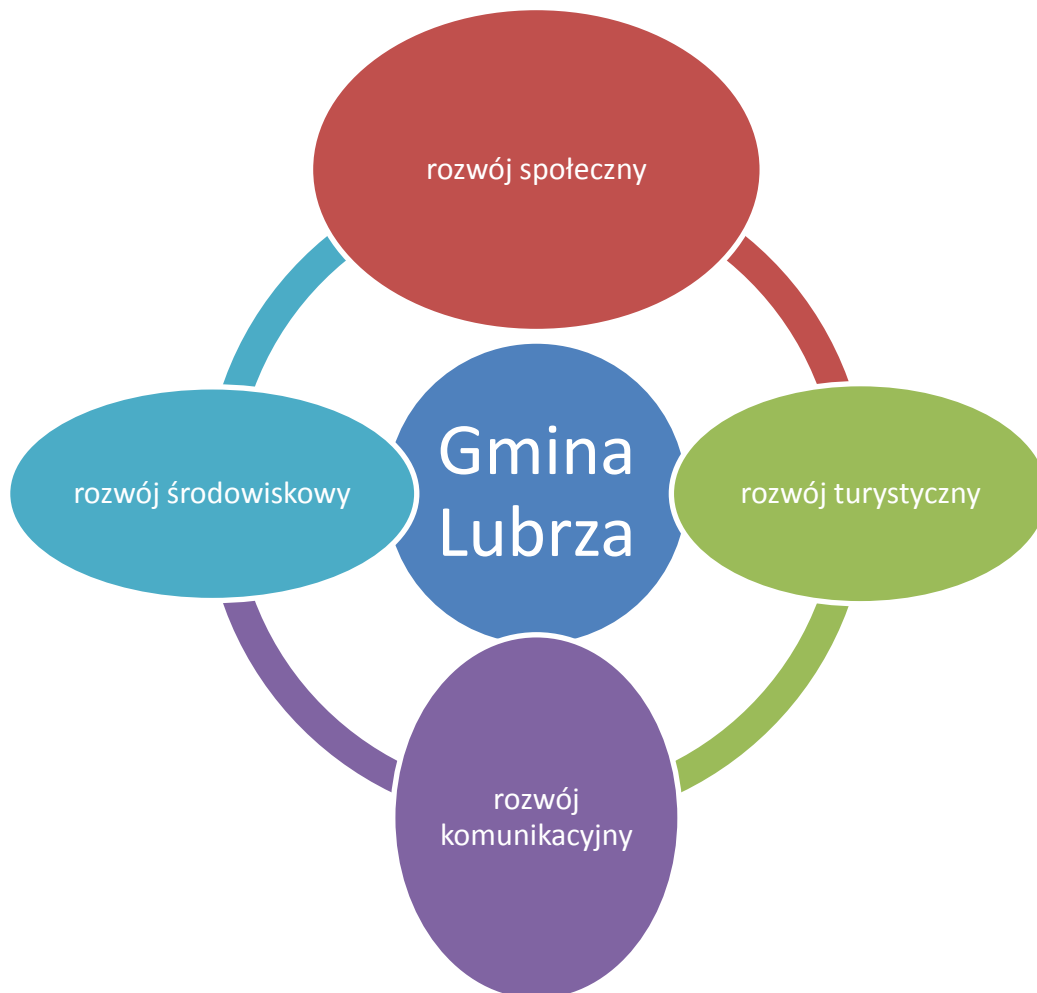 rozwój społeczny
Gmina
Lubrza
rozwój środowiskowy
rozwój turystyczny
rozwój
komunikacyjny